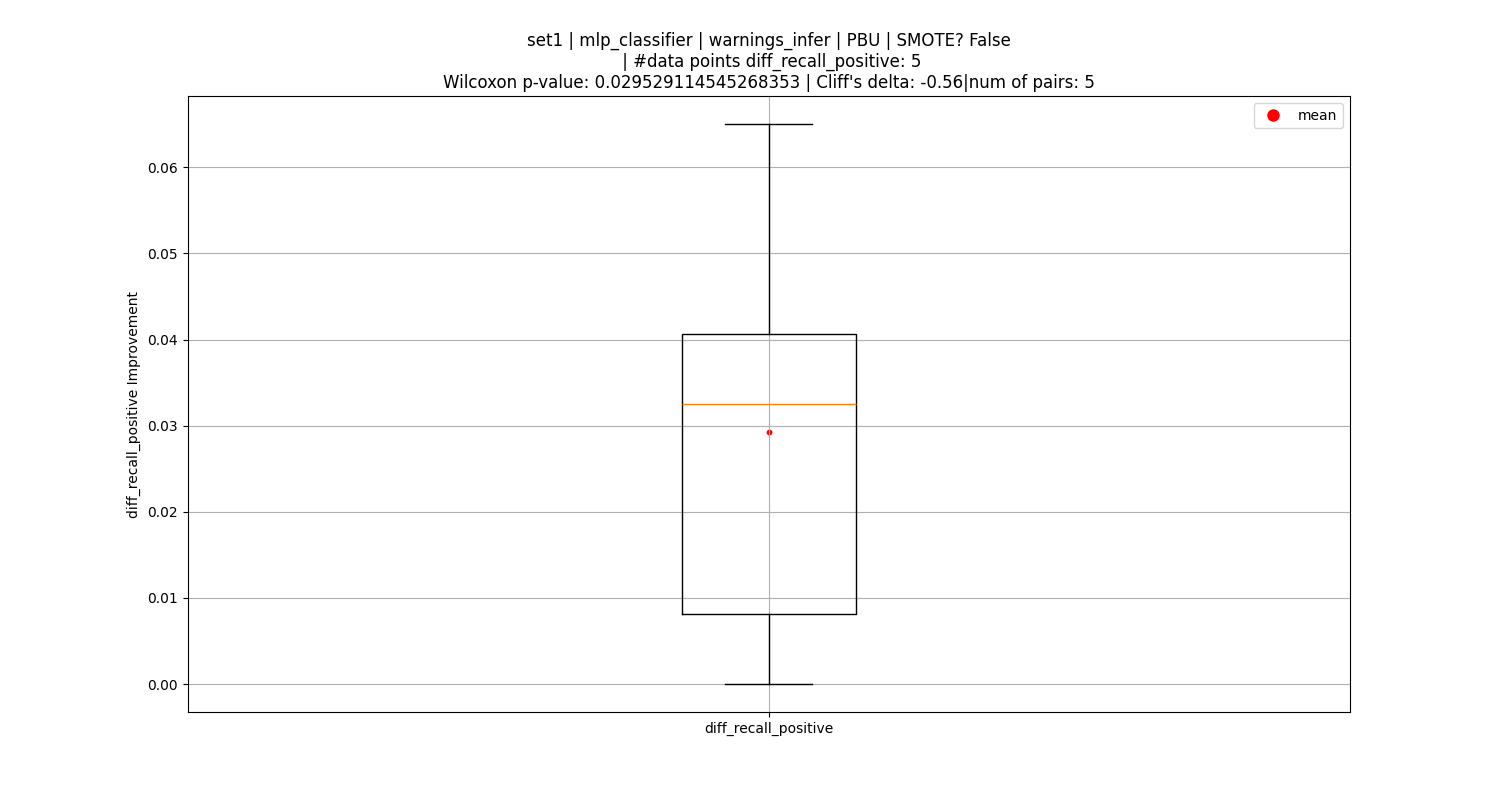 set1 | mlp_classifier | warnings_infer | PBU | SMOTE? False
| #data points diff_recall_positive: 5
Wilcoxon p-value: 0.029529114545268353 | Cliff's delta: -0.56|num of pairs: 5
mean
0.06
0.05
0.04
0.03
0.02
0.01
0.00
diff_recall_positive Improvement
diff_recall_positive